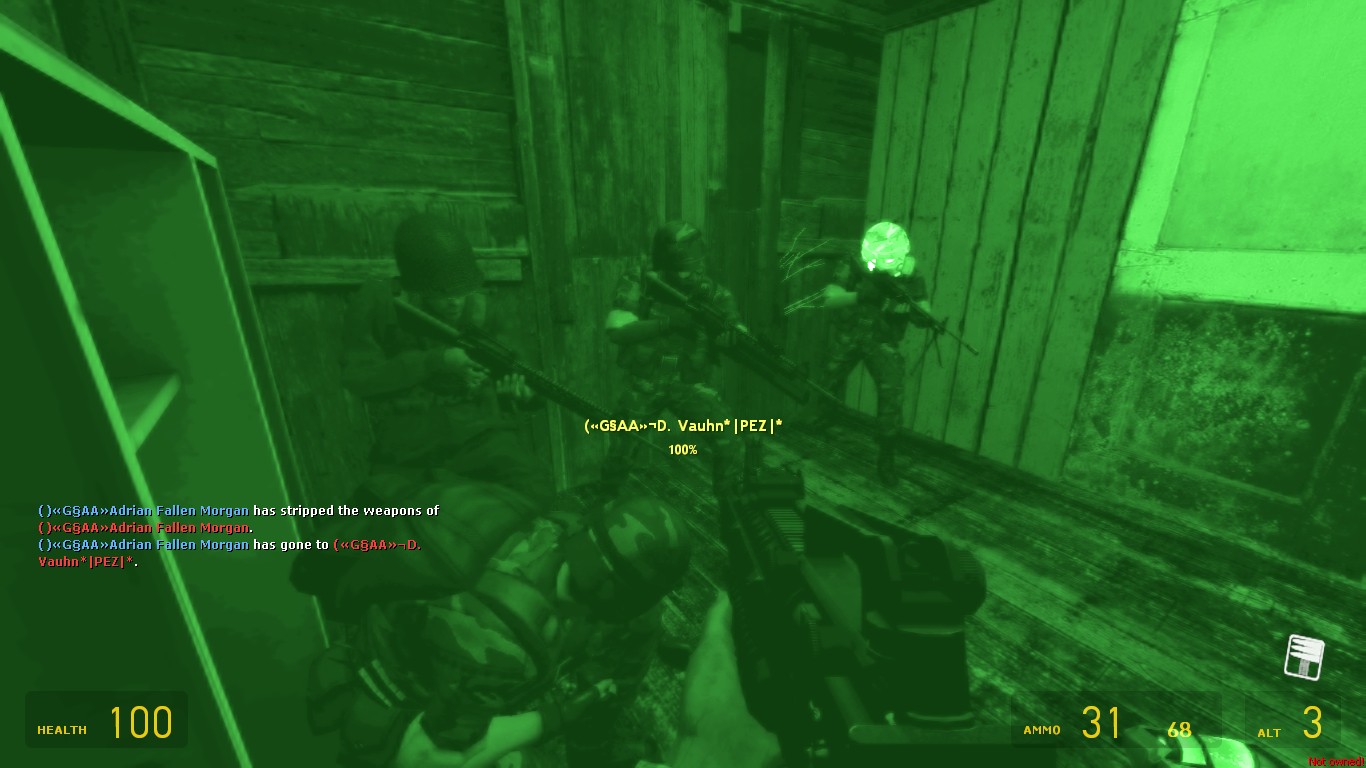 («G§AA»¬D. Vauhn*|PEZ|*
100%
()«G§AA»Adrian Fallen Morgan has stripped the weapons of
()«G§AA»Adrian Fallen Morgan.
()«G§AA»Adrian Fallen Morgan has gone to («G§AA»¬D.
Vauhn*|PEZ|*.
HEALTH 100
AMMO 31 68
ALT 3
Not owned!